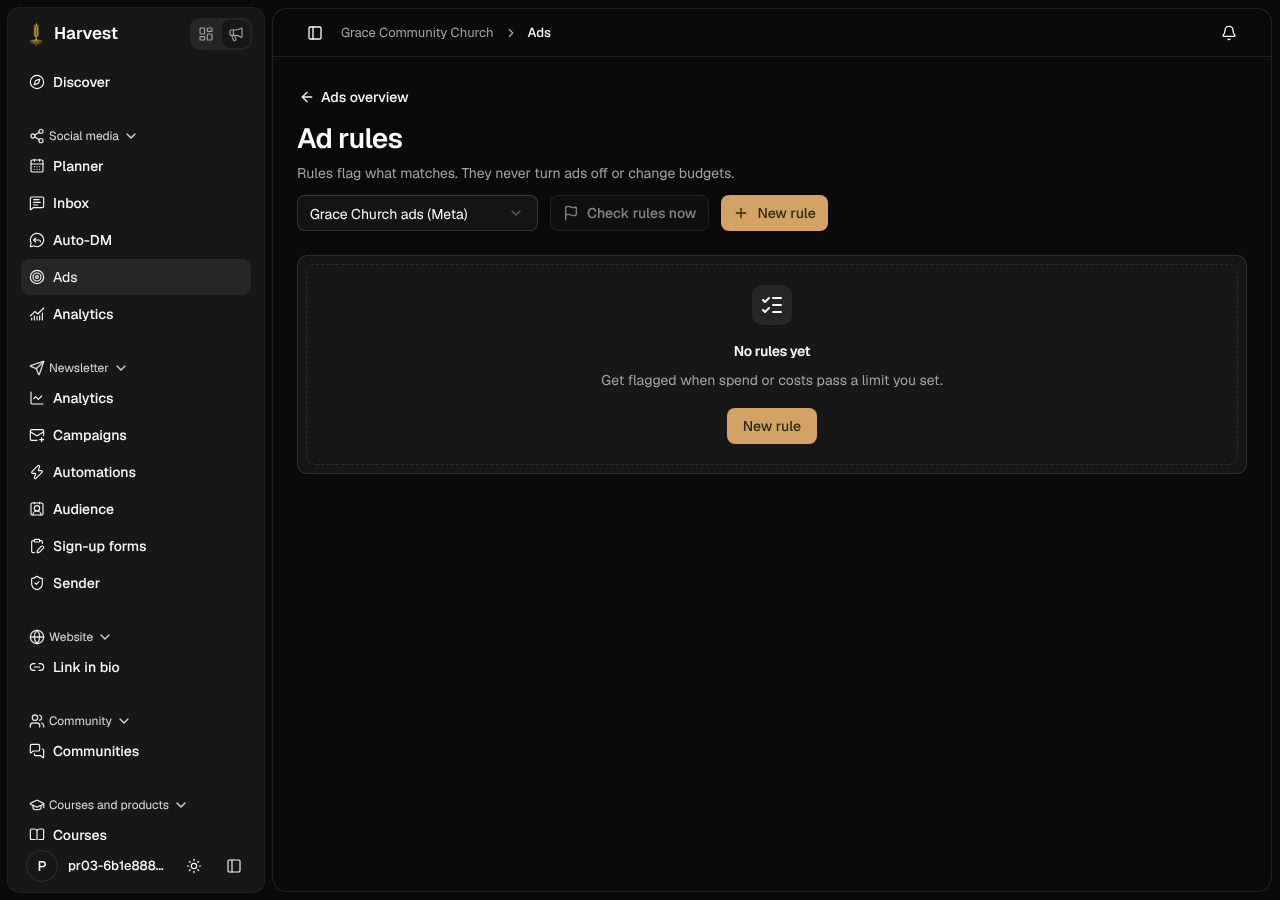 Harvest
Discover
Social media
Planner
Inbox
Auto-DM
Ads
Analytics
Newsletter
Analytics
Campaigns
Automations
Audience
Sign-up forms
Sender
Website
Link in bio
Community
Communities
Courses and products
Courses
P pr03-6b1e888...
Grace Community Church > Ads
Ads overview
Ad rules
Rules flag what matches. They never turn ads off or change budgets.
Grace Church ads (Meta) Check rules now + New rule
No rules yet
Get flagged when spend or costs pass a limit you set.
New rule